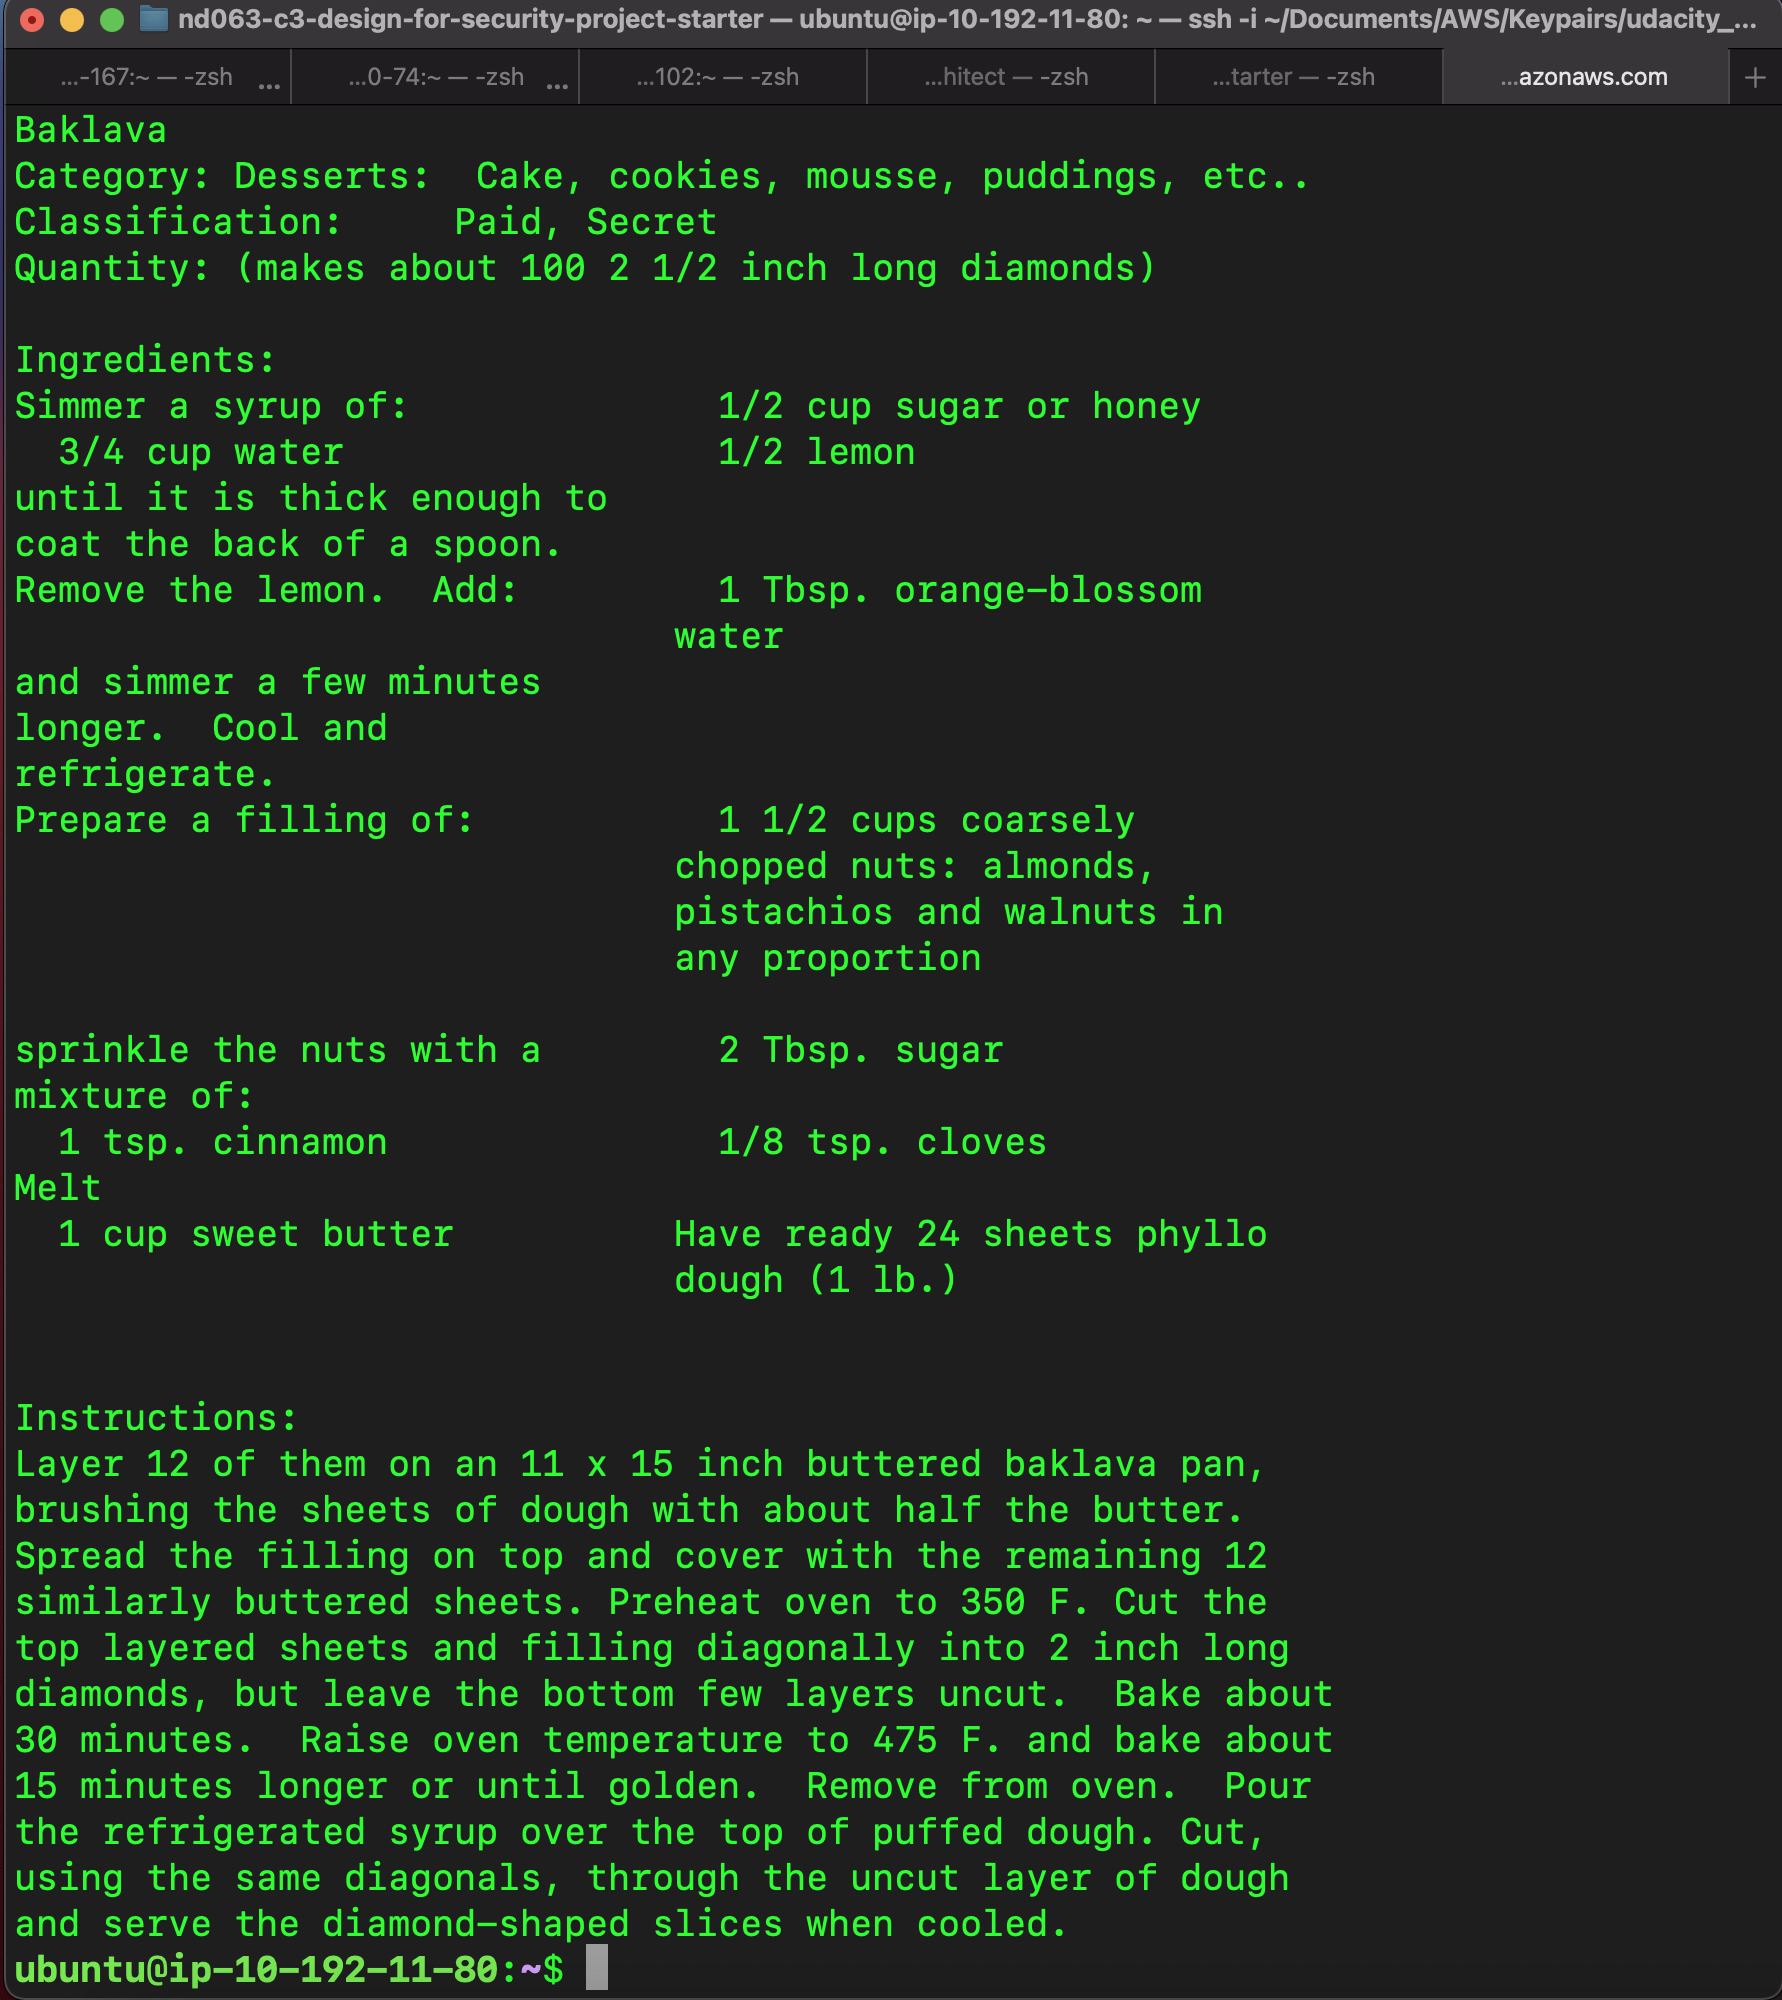 nd063-c3-design-for-security-project-starter — ubuntu@ip-10-192-11-80: ~ — ssh -i ~/Documents/AWS/Keypairs/udacity_...
...-167:~ — -zsh ... ...0-74:~ — -zsh ... ...102:~ — -zsh ...hitect — -zsh ...tarter — -zsh ...azonaws.com +
Baklava
Category: Desserts:  Cake, cookies, mousse, puddings, etc..
Classification:     Paid, Secret
Quantity: (makes about 100 2 1/2 inch long diamonds)

Ingredients:
Simmer a syrup of:              1/2 cup sugar or honey
  3/4 cup water                 1/2 lemon
until it is thick enough to
coat the back of a spoon.
Remove the lemon.  Add:         1 Tbsp. orange-blossom
                              water
and simmer a few minutes
longer.  Cool and
refrigerate.
Prepare a filling of:           1 1/2 cups coarsely
                              chopped nuts: almonds,
                              pistachios and walnuts in
                              any proportion

sprinkle the nuts with a        2 Tbsp. sugar
mixture of:
  1 tsp. cinnamon               1/8 tsp. cloves
Melt
  1 cup sweet butter          Have ready 24 sheets phyllo
                              dough (1 lb.)

Instructions:
Layer 12 of them on an 11 x 15 inch buttered baklava pan,
brushing the sheets of dough with about half the butter.
Spread the filling on top and cover with the remaining 12
similarly buttered sheets. Preheat oven to 350 F. Cut the
top layered sheets and filling diagonally into 2 inch long
diamonds, but leave the bottom few layers uncut.  Bake about
30 minutes.  Raise oven temperature to 475 F. and bake about
15 minutes longer or until golden.  Remove from oven.  Pour
the refrigerated syrup over the top of puffed dough. Cut,
using the same diagonals, through the uncut layer of dough
and serve the diamond-shaped slices when cooled.
ubuntu@ip-10-192-11-80:~$